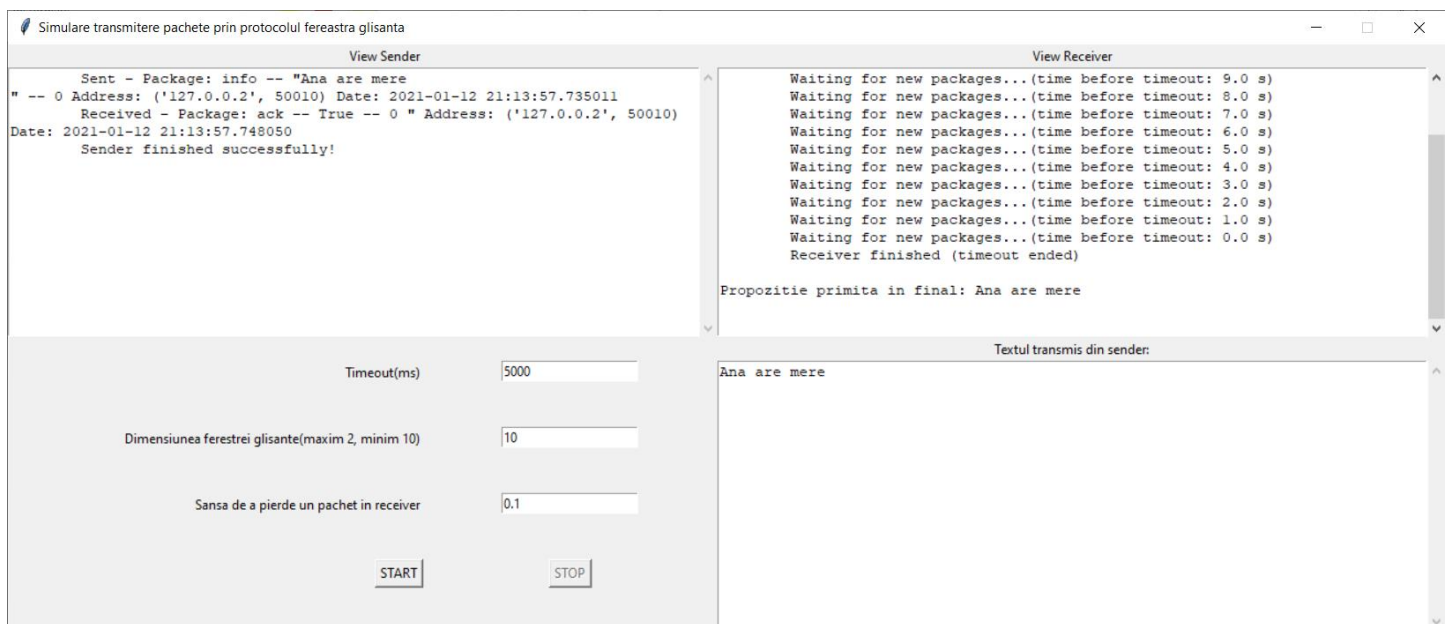 Simulare transmitere pachete prin protocolul fereastra glisanta
View Sender
Sent - Package: info -- "Ana are mere
" -- 0 Address: ('127.0.0.2', 50010) Date: 2021-01-12 21:13:57.735011
Received - Package: ack -- True -- 0 " Address: ('127.0.0.2', 50010)
Date: 2021-01-12 21:13:57.748050
Sender finished successfully!
View Receiver
Waiting for new packages...(time before timeout: 9.0 s)
Waiting for new packages...(time before timeout: 8.0 s)
Waiting for new packages...(time before timeout: 7.0 s)
Waiting for new packages...(time before timeout: 6.0 s)
Waiting for new packages...(time before timeout: 5.0 s)
Waiting for new packages...(time before timeout: 4.0 s)
Waiting for new packages...(time before timeout: 3.0 s)
Waiting for new packages...(time before timeout: 2.0 s)
Waiting for new packages...(time before timeout: 1.0 s)
Waiting for new packages...(time before timeout: 0.0 s)
Receiver finished (timeout ended)
Propozitie primita in final: Ana are mere
Timeout(ms) 5000
Dimensiunea ferestrei glisante(maxim 2, minim 10) 10
Sansa de a pierde un pachet in receiver 0.1
START STOP
Textul transmis din sender:
Ana are mere